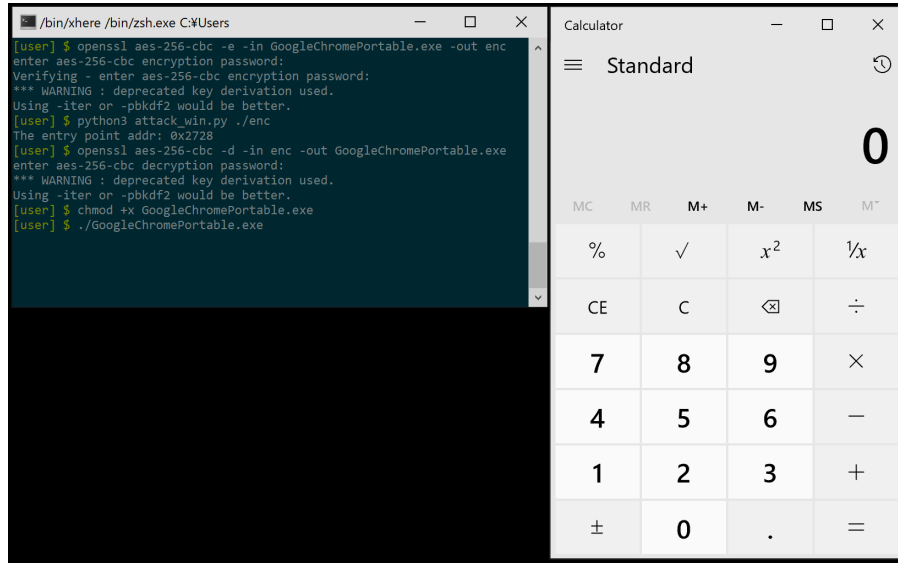 /bin/xhere /bin/zsh.exe C:¥Users
[user] $ openssl aes-256-cbc -e -in GoogleChromePortable.exe -out enc
enter aes-256-cbc encryption password:
Verifying - enter aes-256-cbc encryption password:
*** WARNING : deprecated key derivation used.
Using -iter or -pbkdf2 would be better.
[user] $ python3 attack_win.py ./enc
The entry point addr: 0x2728
[user] $ openssl aes-256-cbc -d -in enc -out GoogleChromePortable.exe
enter aes-256-cbc decryption password:
*** WARNING : deprecated key derivation used.
Using -iter or -pbkdf2 would be better.
[user] $ chmod +x GoogleChromePortable.exe
[user] $ ./GoogleChromePortable.exe
Calculator
Standard
0
MC MR M+ M- MS M˅
% √ x² ¹/x
CE C ⌫ ÷
7 8 9 ×
4 5 6 −
1 2 3 +
± 0 . =